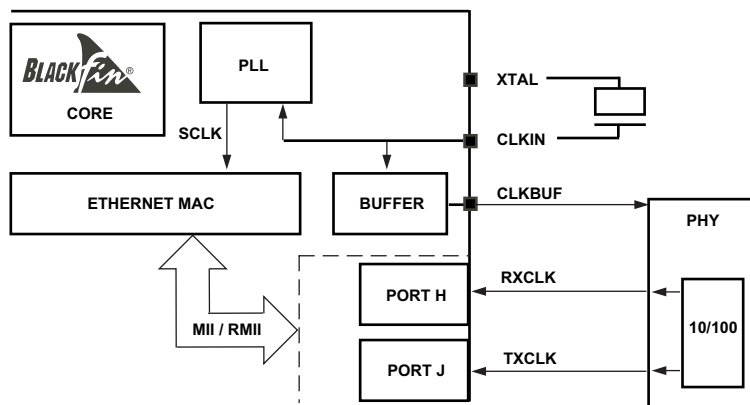 BLACKfin®
CORE
PLL
SCLK
XTAL
CLKIN
ETHERNET MAC
BUFFER
CLKBUF
PHY
MII / RMII
PORT H
RXCLK
10/100
PORT J
TXCLK